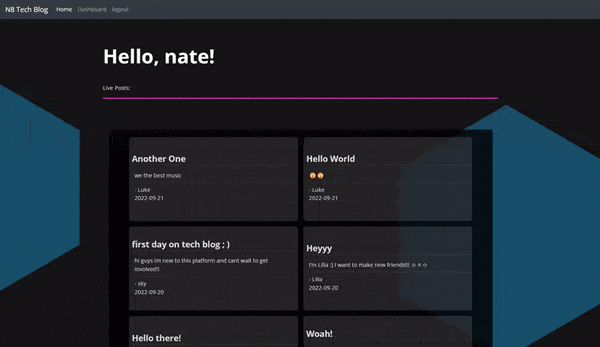 N8 Tech Blog Home Dashboard logout
Hello, nate!
Live Posts:
Another One
we the best music
- Luke
2022-09-21
Hello World
😱😱
- Luke
2022-09-21
first day on tech blog ; )
hi guys im new to this platform and cant wait to get
involved!!
- sky
2022-09-20
Heyyy
I'm Lilia :] I want to make new friends!!!
- Lilia
2022-09-20
Hello there!
Woah!